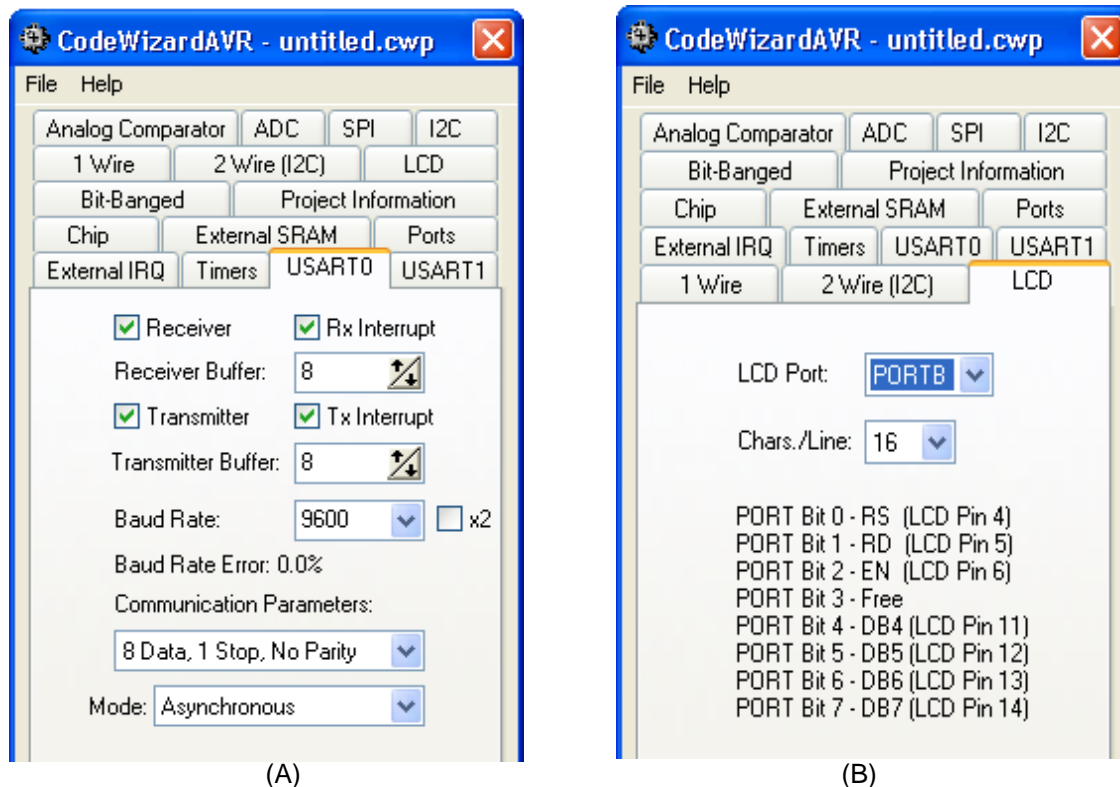 CodeWizardAVR - untitled.cwp
File Help
Analog Comparator ADC SPI I2C
1 Wire 2 Wire (I2C) LCD
Bit-Banged Project Information
Chip External SRAM Ports
External IRQ Timers USART0 USART1
Receiver Rx Interrupt
Receiver Buffer: 8
Transmitter Tx Interrupt
Transmitter Buffer: 8
Baud Rate: 9600 x2
Baud Rate Error: 0.0%
Communication Parameters:
8 Data, 1 Stop, No Parity
Mode: Asynchronous
(A)
CodeWizardAVR - untitled.cwp
File Help
Analog Comparator ADC SPI I2C
Bit-Banged Project Information
Chip External SRAM Ports
External IRQ Timers USART0 USART1
1 Wire 2 Wire (I2C) LCD
LCD Port: PORTB
Chars./Line: 16
PORT Bit 0 - RS (LCD Pin 4)
PORT Bit 1 - RD (LCD Pin 5)
PORT Bit 2 - EN (LCD Pin 6)
PORT Bit 3 - Free
PORT Bit 4 - DB4 (LCD Pin 11)
PORT Bit 5 - DB5 (LCD Pin 12)
PORT Bit 6 - DB6 (LCD Pin 13)
PORT Bit 7 - DB7 (LCD Pin 14)
(B)